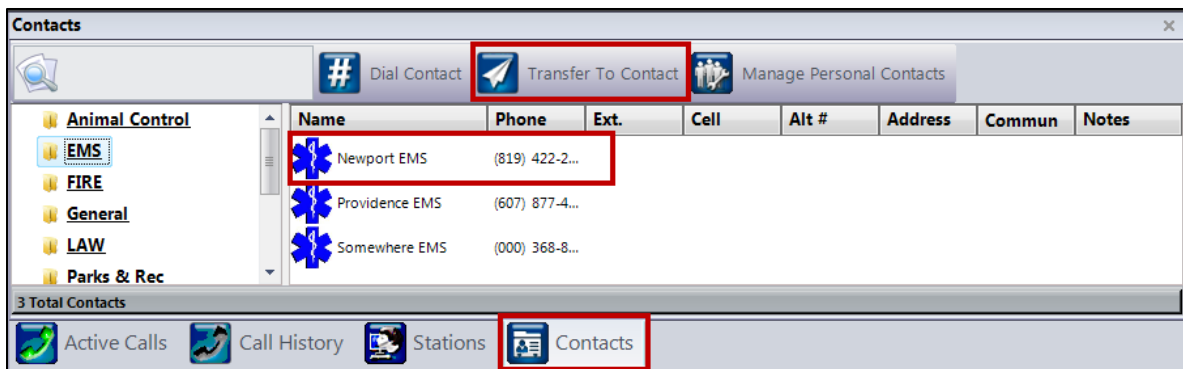 Contacts
Dial Contact Transfer To Contact Manage Personal Contacts
Animal Control
EMS
FIRE
General
LAW
Parks & Rec
Name Phone Ext. Cell Alt # Address Commun Notes
Newport EMS (819) 422-2...
Providence EMS (607) 877-4...
Somewhere EMS (000) 368-8...
3 Total Contacts
Active Calls Call History Stations Contacts